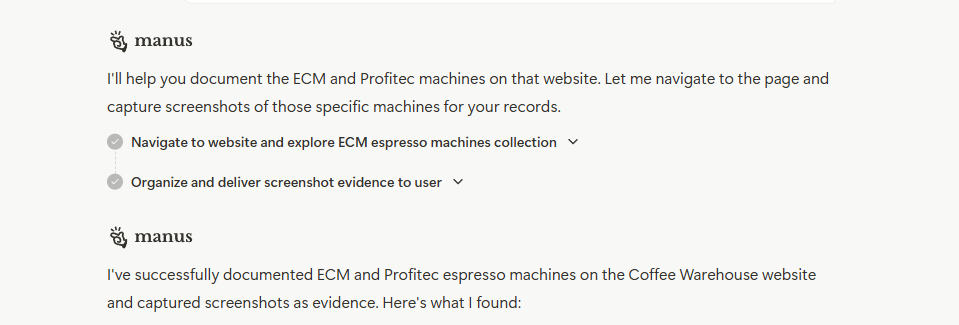 manus
I'll help you document the ECM and Profitec machines on that website. Let me navigate to the page and
capture screenshots of those specific machines for your records.
Navigate to website and explore ECM espresso machines collection
Organize and deliver screenshot evidence to user
manus
I've successfully documented ECM and Profitec espresso machines on the Coffee Warehouse website
and captured screenshots as evidence. Here's what I found: